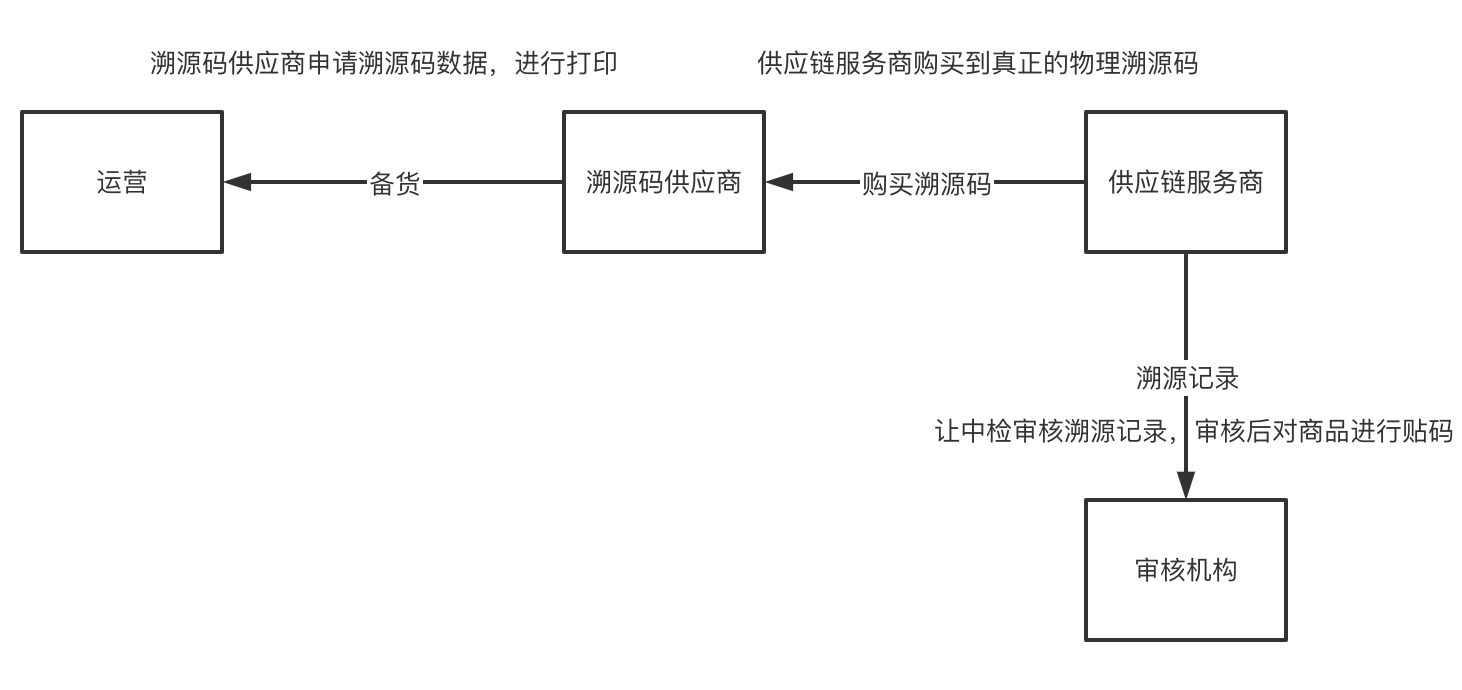 溯源码供应商申请溯源码数据，进行打印
供应链服务商购买到真正的物理溯源码
运营
备货
溯源码供应商
购买溯源码
供应链服务商
溯源记录
让中检审核溯源记录，审核后对商品进行贴码
审核机构